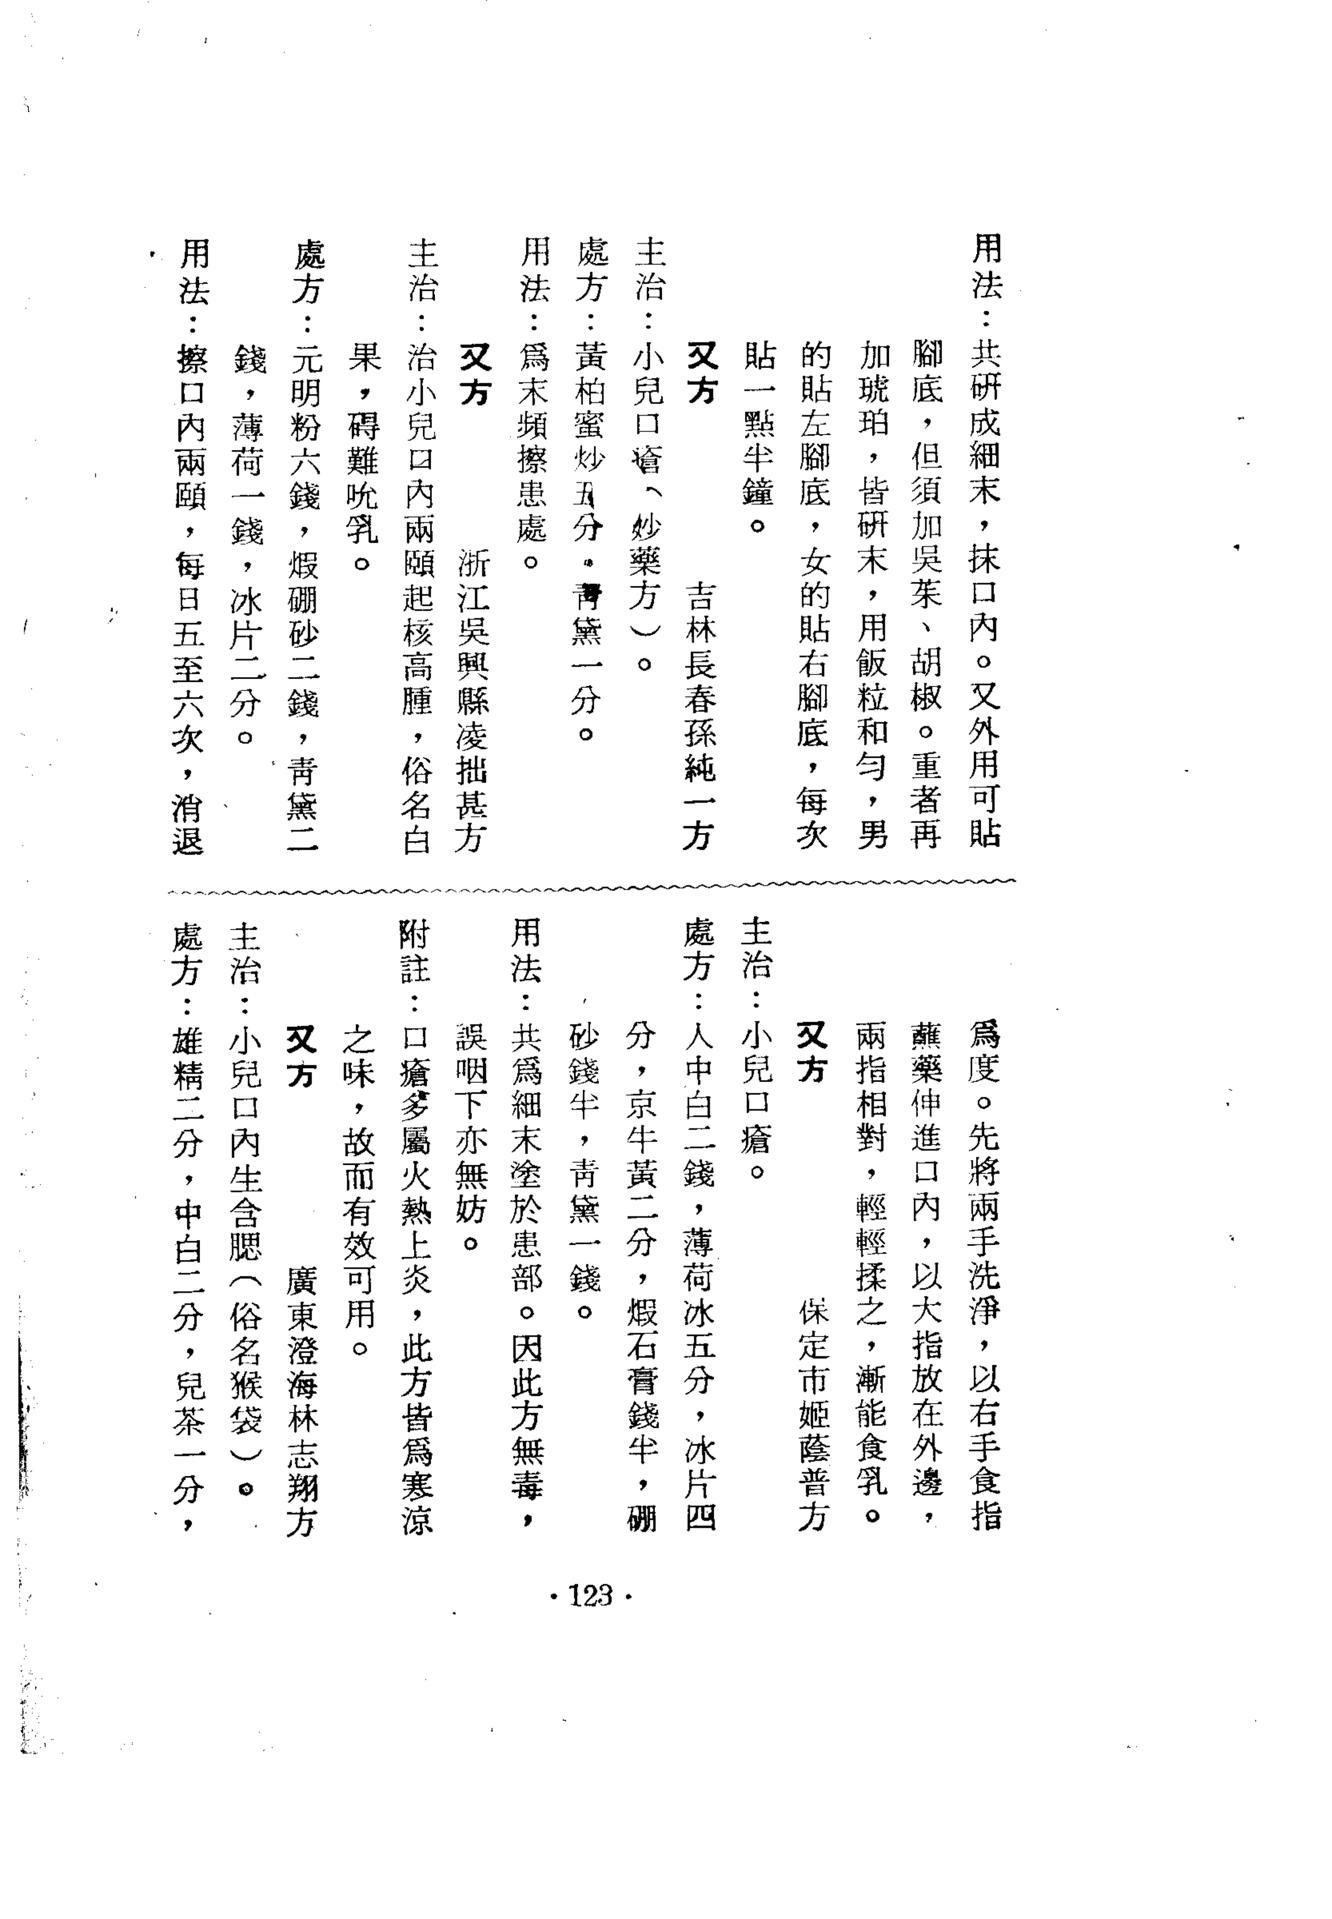 用法：共研成細末，抹口內。又外用可貼
腳底，但須加吳茱、胡椒。重者再
加琥珀，皆研末，用飯粒和勻，男
的貼左腳底，女的貼右腳底，每次
貼一點半鐘。
又方　吉林長春孫純一方
主治：小兒口瘡（炒藥方）。
處方：黃柏蜜炒五分。青黛一分。
用法：爲末頻擦患處。
又方　浙江吳興縣凌拙甚方
主治：治小兒口內兩頤起核高腫，俗名白
果，碍難吮乳。
處方：元明粉六錢，煆硼砂二錢，靑黛二
錢，薄荷一錢，冰片二分。
用法：擦口內兩頤，每日五至六次，消退
爲度。先將兩手洗淨，以右手食指
蘸藥伸進口內，以大指放在外邊，
兩指相對，輕輕揉之，漸能食乳。
又方　保定市姬蔭普方
主治：小兒口瘡。
處方：人中白二錢，薄荷冰五分，冰片四
分，京牛黃二分，煆石膏錢半，硼
砂錢半，靑黛一錢。
用法：共爲細末塗於患部。因此方無毒，
誤咽下亦無妨。
附註：口瘡多屬火熱上炎，此方皆爲寒涼
之味，故而有效可用。
又方　廣東澄海林志翔方
主治：小兒口內生含腮（俗名猴袋）。
處方：雄精二分，中白二分，兒茶一分，
·123·